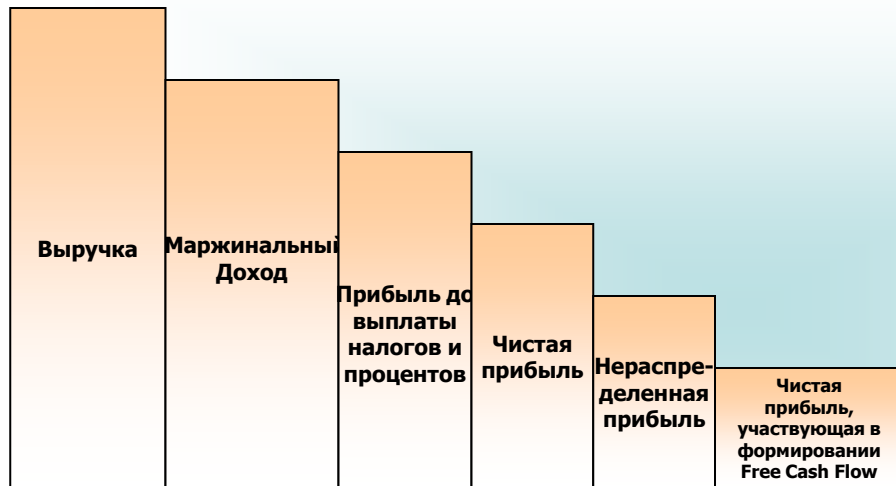 Выручка
Маржинальный
Доход
Прибыль до
выплаты
налогов и
процентов
Чистая
прибыль
Нераспре-
деленная
прибыль
Чистая
прибыль,
участвующая в
формировании
Free Cash Flow